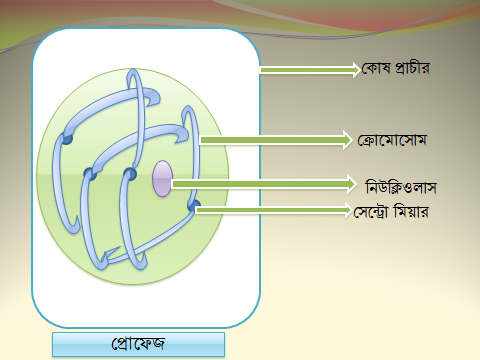 কোষ প্রাচীর
ক্রোমোসোম
নিউক্লিওলাস
সেন্ট্রো মিয়ার
প্রোফেজ